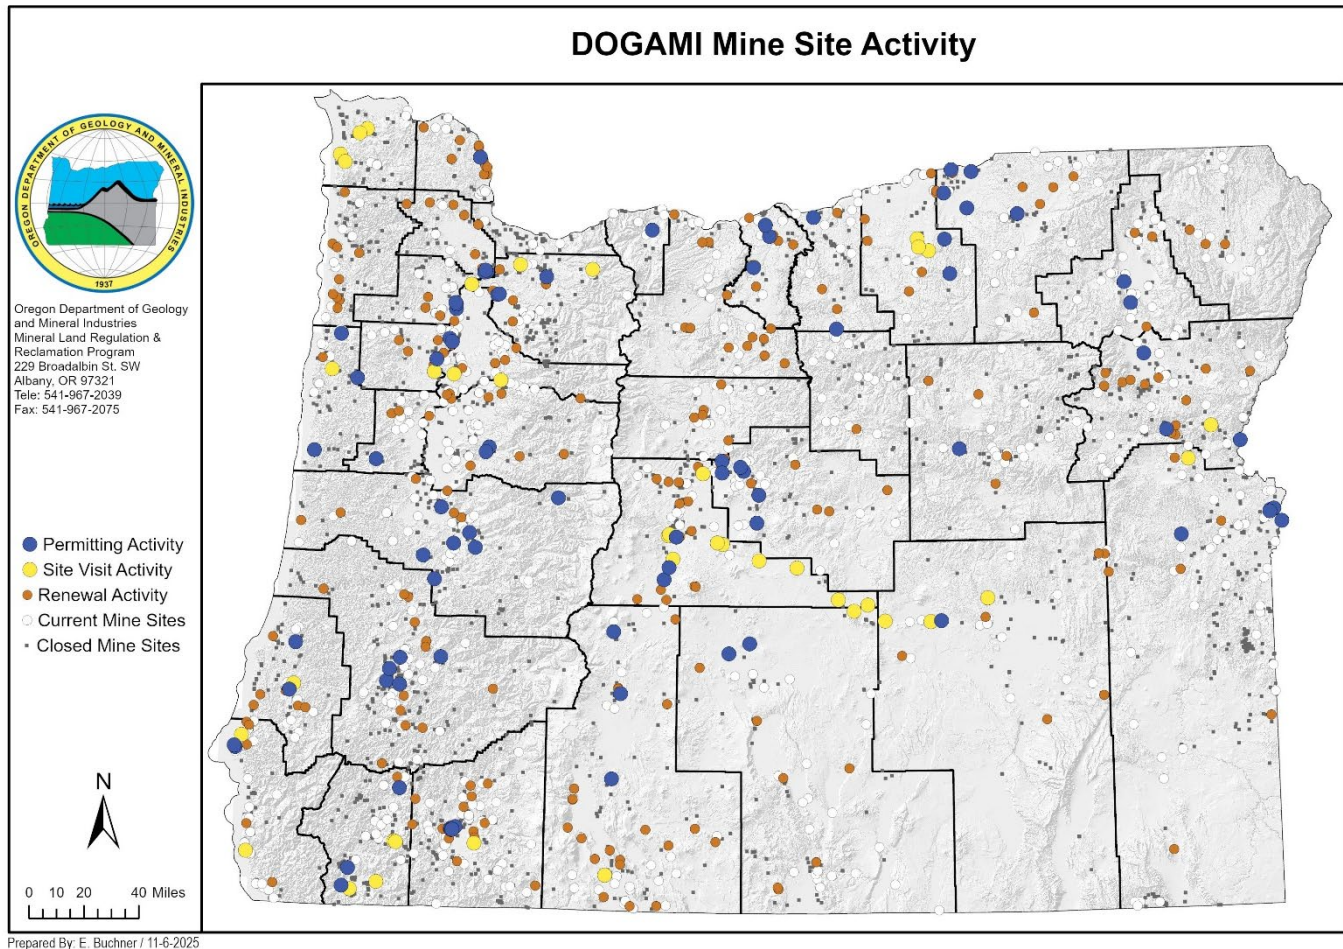 DOGAMI Mine Site Activity
OREGON DEPARTMENT OF GEOLOGY AND MINERAL INDUSTRIES
1937
Oregon Department of Geology
and Mineral Industries
Mineral Land Regulation &
Reclamation Program
229 Broadalbin St. SW
Albany, OR 97321
Tele: 541-967-2039
Fax: 541-967-2075
Permitting Activity
Site Visit Activity
Renewal Activity
Current Mine Sites
Closed Mine Sites
N
0 10 20 40 Miles
Prepared By: E. Buchner / 11-6-2025